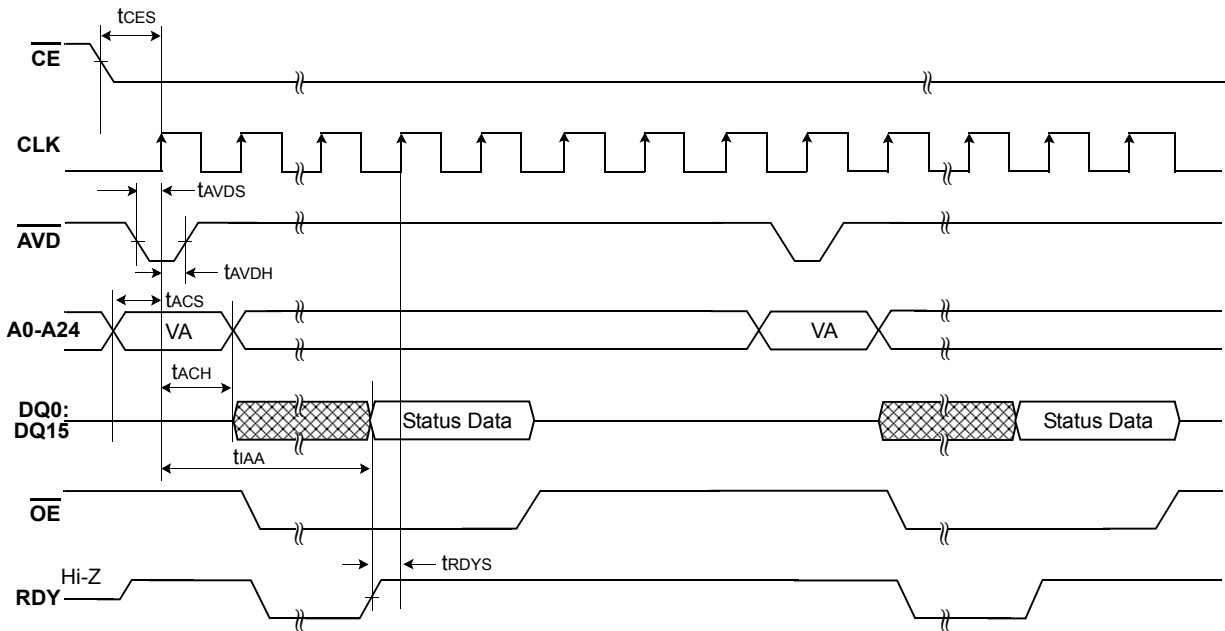 tCES
CE
CLK
tAVDS
AVD
tAVDH
tACS
A0-A24
VA
VA
tACH
DQ0:
DQ15
Status Data
Status Data
tIAA
OE
tRDYS
Hi-Z
RDY